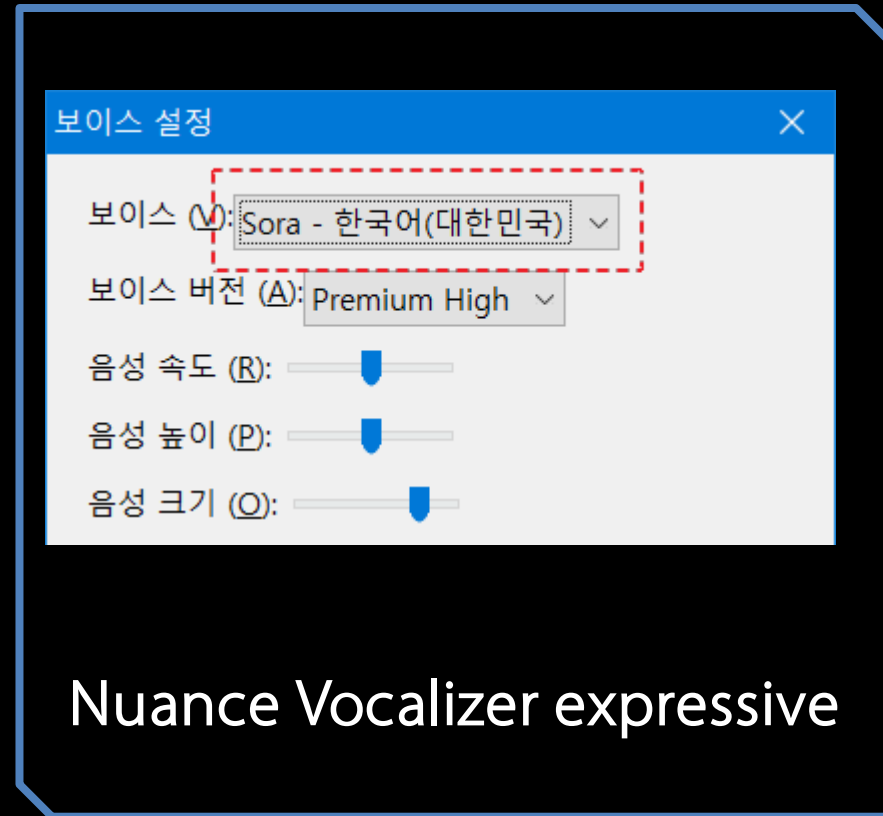 보이스 설정
보이스 (V): Sora - 한국어(대한민국)
보이스 버전 (A): Premium High
음성 속도 (R):
음성 높이 (P):
음성 크기 (O):
Nuance Vocalizer expressive